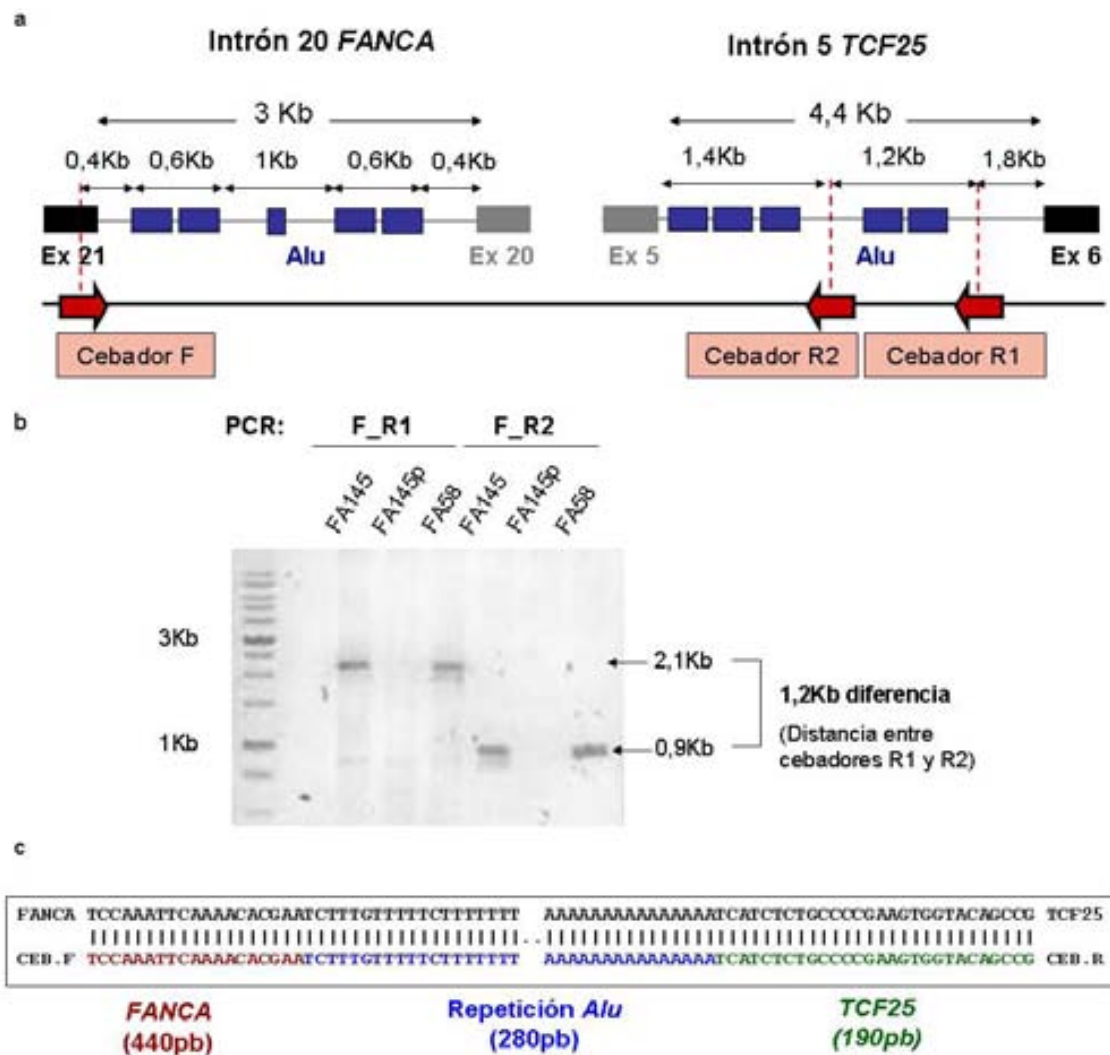 a
Intrón 20 FANCA
Intrón 5 TCF25
3 Kb
4,4 Kb
0,4Kb 0,6Kb 1Kb 0,6Kb 0,4Kb
1,4Kb 1,2Kb 1,8Kb
Ex 21 Alu Ex 20 Ex 5 Alu Ex 6
Cebador F Cebador R2 Cebador R1
b
PCR: F_R1 F_R2
FA145 FA145p FA58 FA145 FA145p FA58
3Kb
2,1Kb
1,2Kb diferencia
1Kb
0,9Kb
(Distancia entre
cebadores R1 y R2)
c
FANCA TCCAAATTCAAAACACGAATCTTTGTTTTTCTTTTTTT AAAAAAAAAAAAAAATCATCTCTGCCCCGAAGTGGTACAGCCG TCF25
..
CEB.F TCCAAATTCAAAACACGAATCTTTGTTTTTCTTTTTTT AAAAAAAAAAAAAAATCATCTCTGCCCCGAAGTGGTACAGCCG CEB.R
FANCA Repetición Alu TCF25
(440pb) (280pb) (190pb)